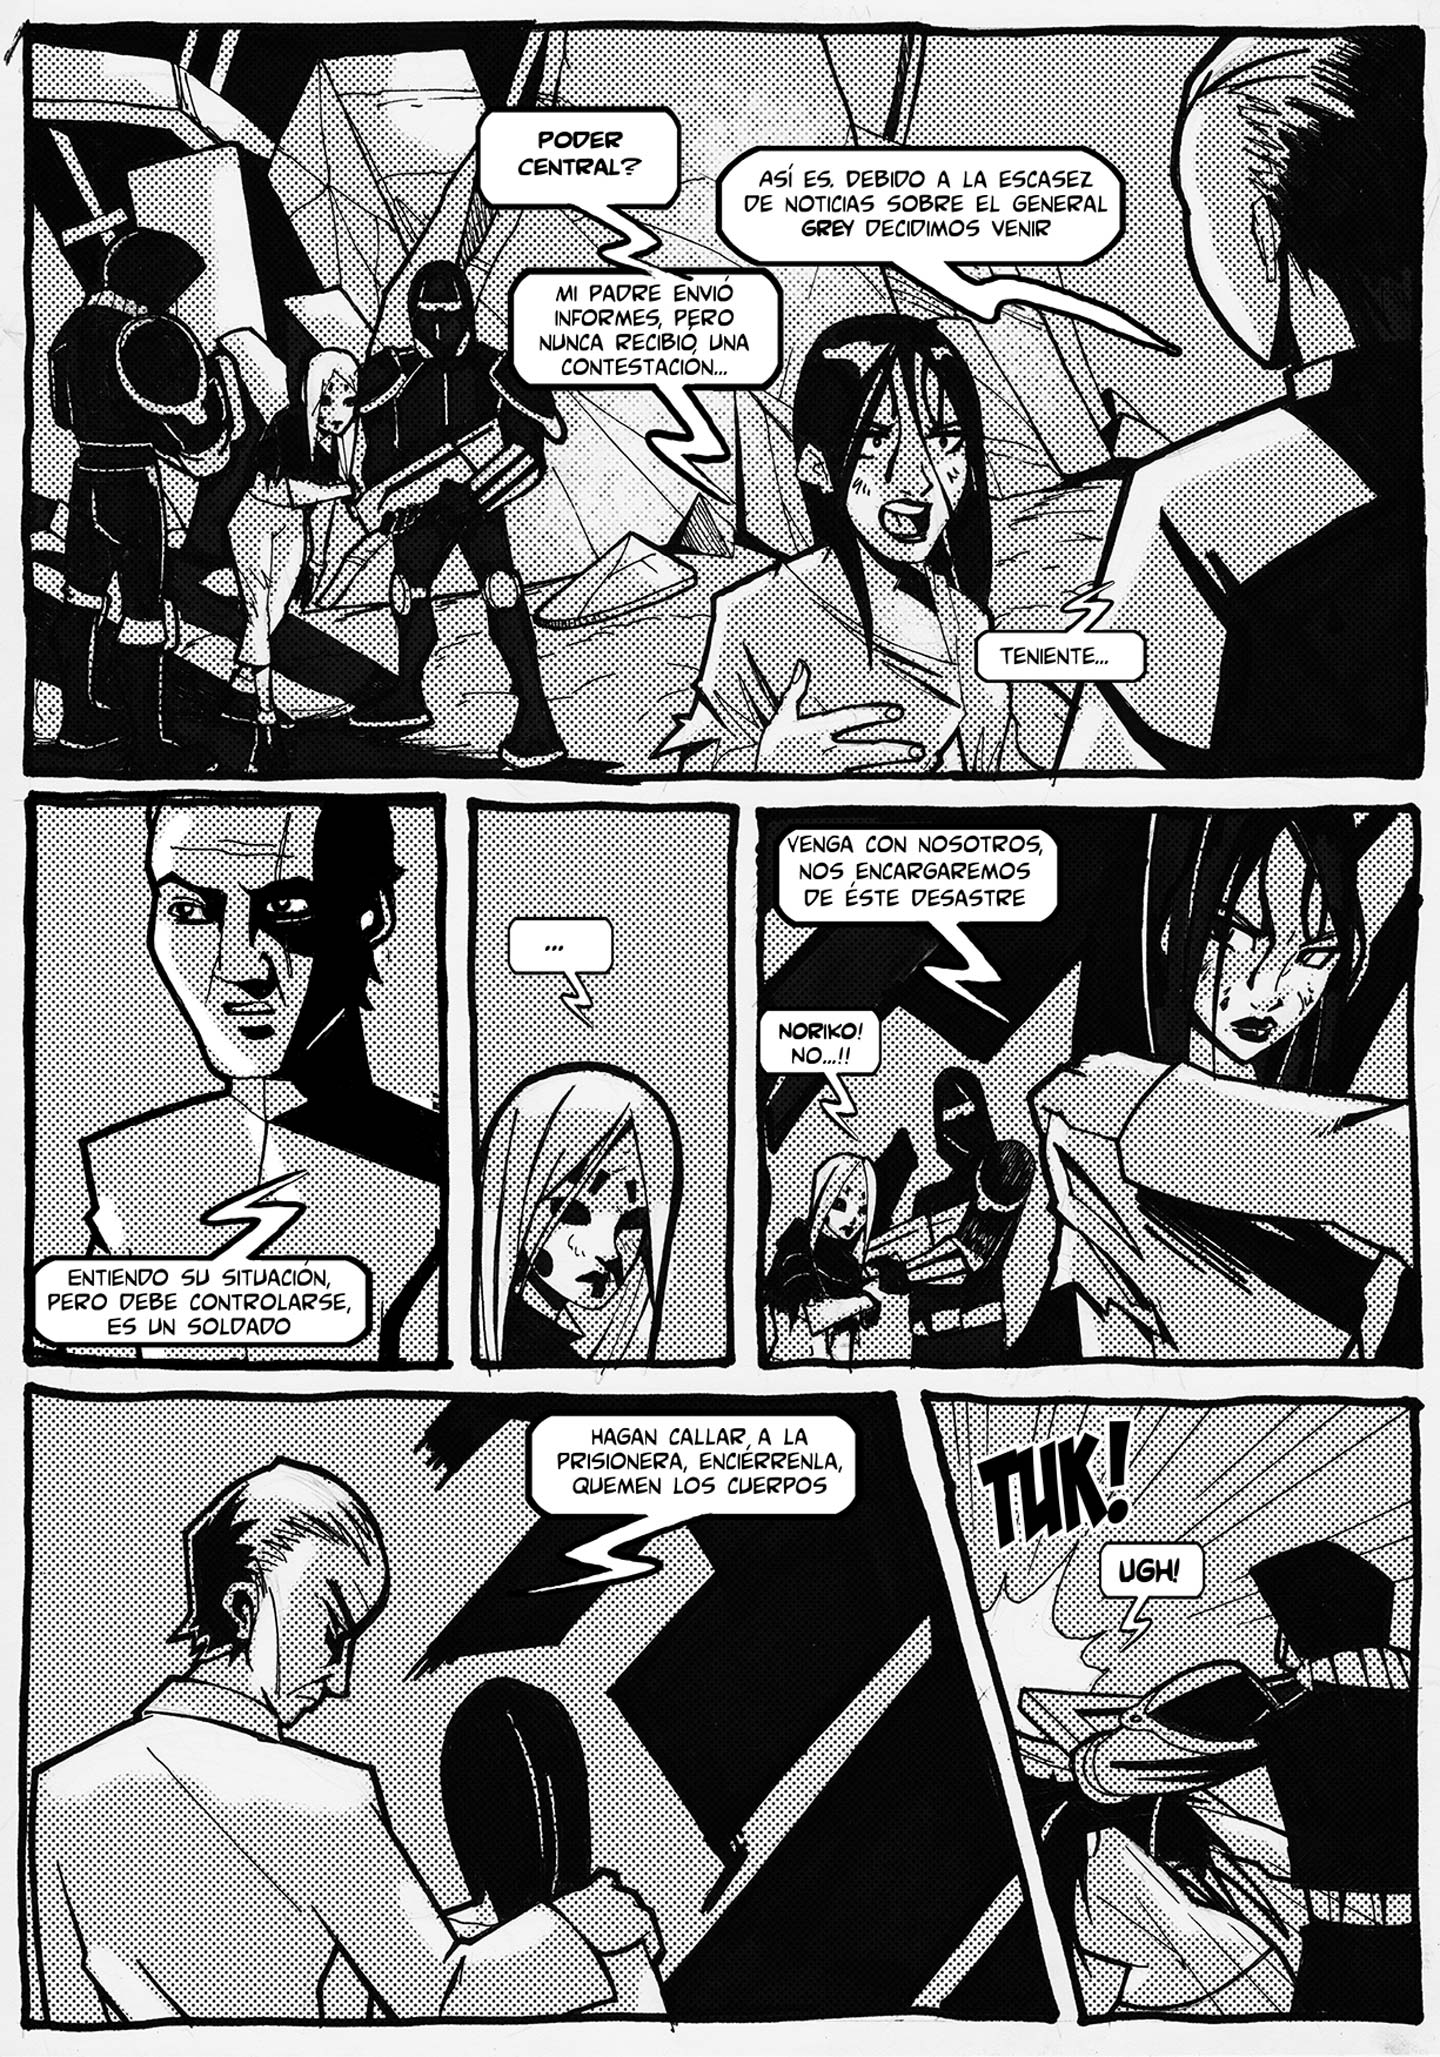 PODER
CENTRAL?
ASÍ ES. DEBIDO A LA ESCASEZ
DE NOTICIAS SOBRE EL GENERAL
GREY DECIDIMOS VENIR
MI PADRE ENVIÓ
INFORMES, PERO
NUNCA RECIBIÓ UNA
CONTESTACIÓN...
TENIENTE...
ENTIENDO SU SITUACIÓN,
PERO DEBE CONTROLARSE,
ES UN SOLDADO
...
VENGA CON NOSOTROS,
NOS ENCARGAREMOS
DE ÉSTE DESASTRE
NORIKO!
NO...!!
HAGAN CALLAR A LA
PRISIONERA, ENCIÉRRENLA,
QUEMEN LOS CUERPOS
TUK!
UGH!